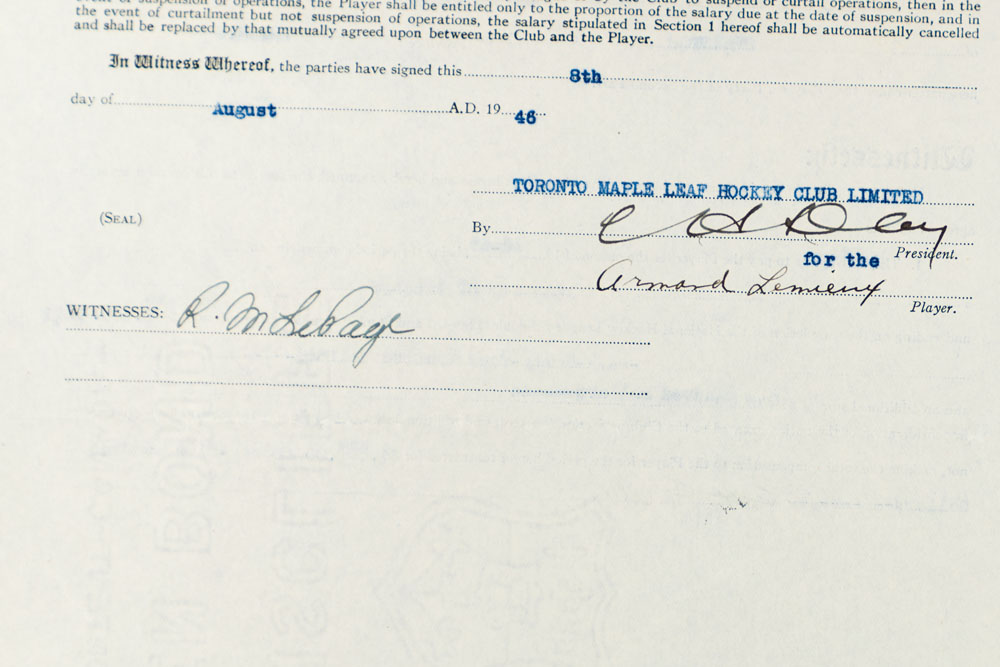 of suspension of operations, the Player shall be entitled only to the proportion of the salary due at the date of suspension, and in
the event of curtailment but not suspension of operations, the salary stipulated in Section 1 hereof shall be automatically cancelled
and shall be replaced by that mutually agreed upon between the Club and the Player.
In Witness Whereof, the parties have signed this 8th
day of August A.D. 1946
TORONTO MAPLE LEAF HOCKEY CLUB LIMITED
(SEAL)
By C H Day
for the President.
Armand Lemieux
Player.
WITNESSES: R. M LePage